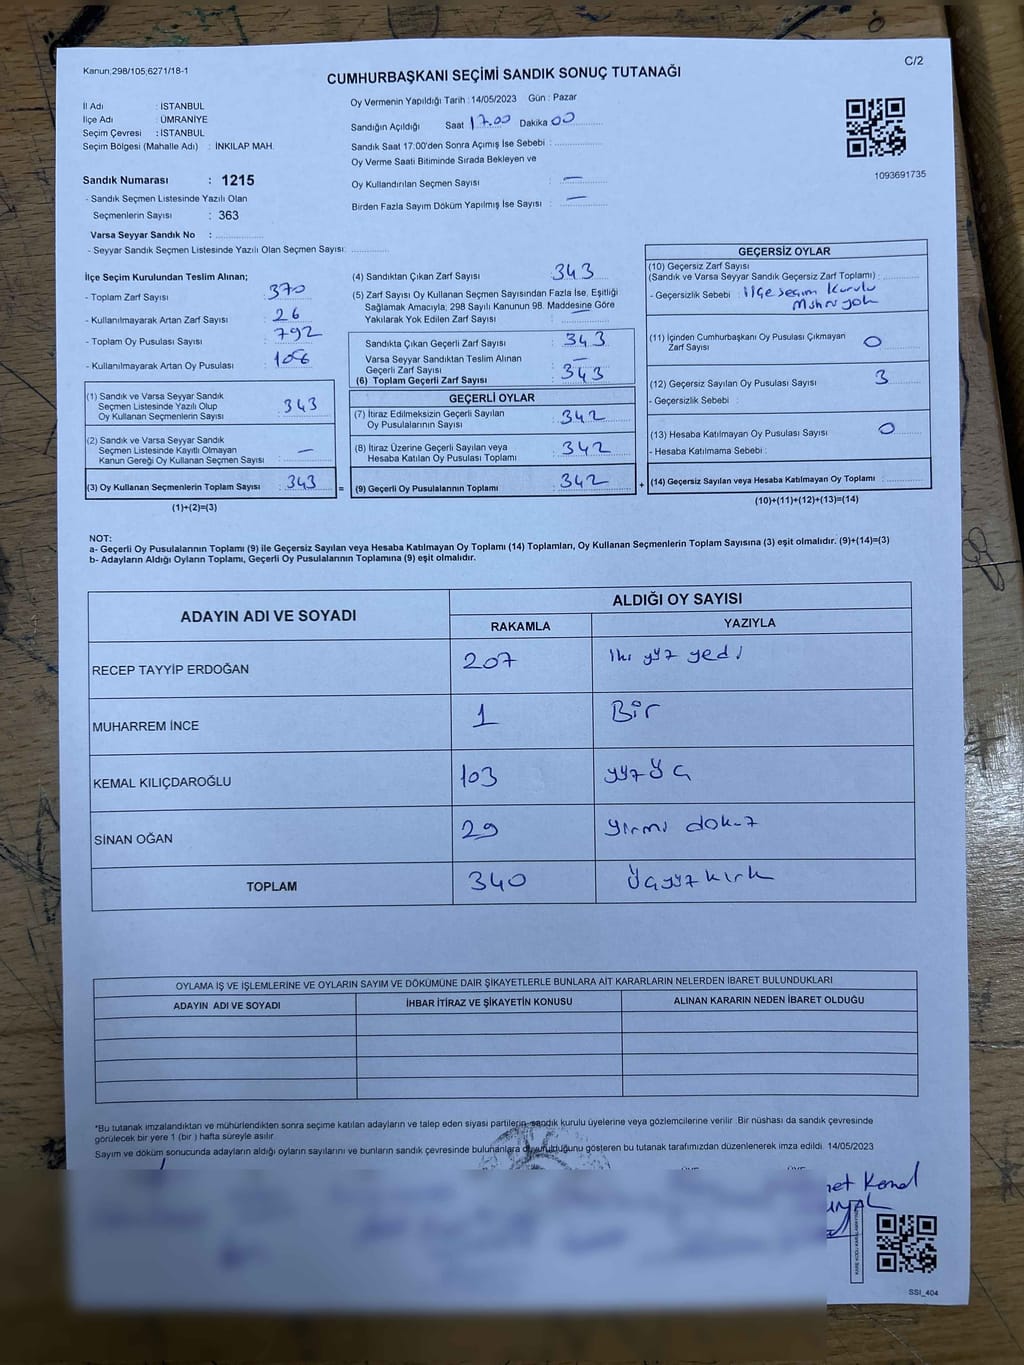 Kanun;298/105;6271/18-1
C/2
CUMHURBAŞKANI SEÇİMİ SANDIK SONUÇ TUTANAĞI
İl Adı : İSTANBUL
İlçe Adı : ÜMRANİYE
Seçim Çevresi : İSTANBUL
Seçim Bölgesi (Mahalle Adı) : İNKILAP MAH.
Oy Vermenin Yapıldığı Tarih : 14/05/2023 Gün : Pazar
Sandığın Açıldığı Saat 17.00 Dakika 00
Sandık Saat 17:00'den Sonra Açımış İse Sebebi :
Oy Verme Saati Bitiminde Sırada Bekleyen ve
Oy Kullandırılan Seçmen Sayısı : —
Birden Fazla Sayım Döküm Yapılmış İse Sayısı : —
1093691735
Sandık Numarası : 1215
- Sandık Seçmen Listesinde Yazılı Olan
Seçmenlerin Sayısı : 363
Varsa Seyyar Sandık No :
- Seyyar Sandık Seçmen Listesinde Yazılı Olan Seçmen Sayısı:
İlçe Seçim Kurulundan Teslim Alınan;
- Toplam Zarf Sayısı : 370
- Kullanılmayarak Artan Zarf Sayısı : 26
- Toplam Oy Pusulası Sayısı : 792
- Kullanılmayarak Artan Oy Pusulası :
(1) Sandık ve Varsa Seyyar Sandık
Seçmen Listesinde Yazılı Olup
Oy Kullanan Seçmenlerin Sayısı : 343
(2) Sandık ve Varsa Seyyar Sandık
Seçmen Listesinde Kayıtlı Olmayan
Kanun Gereği Oy Kullanan Seçmen Sayısı : —
(3) Oy Kullanan Seçmenlerin Toplam Sayısı : 343
(1)+(2)=(3)
(4) Sandıktan Çıkan Zarf Sayısı : 343
(5) Zarf Sayısı Oy Kullanan Seçmen Sayısından Fazla İse, Eşitliği
Sağlamak Amacıyla; 298 Sayılı Kanunun 98. Maddesine Göre
Yakılarak Yok Edilen Zarf Sayısı : —
Sandıkta Çıkan Geçerli Zarf Sayısı : 343
Varsa Seyyar Sandıktan Teslim Alınan
Geçerli Zarf Sayısı : —
(6) Toplam Geçerli Zarf Sayısı : 343
GEÇERLİ OYLAR
(7) İtiraz Edilmeksizin Geçerli Sayılan
Oy Pusulalarının Sayısı : 342
(8) İtiraz Üzerine Geçerli Sayılan veya
Hesaba Katılan Oy Pusulası Toplamı : 342
= (9) Geçerli Oy Pusulalarının Toplamı : 342 +
GEÇERSİZ OYLAR
(10) Geçersiz Zarf Sayısı
(Sandık ve Varsa Seyyar Sandık Geçersiz Zarf Toplamı) :
- Geçersizlik Sebebi : ilçe seçim Kurulu
Mührü yok
(11) İçinden Cumhurbaşkanı Oy Pusulası Çıkmayan
Zarf Sayısı : 0
(12) Geçersiz Sayılan Oy Pusulası Sayısı : 3
- Geçersizlik Sebebi :
(13) Hesaba Katılmayan Oy Pusulası Sayısı : 0
- Hesaba Katılmama Sebebi :
(14) Geçersiz Sayılan veya Hesaba Katılmayan Oy Toplamı :
(10)+(11)+(12)+(13)=(14)
NOT:
a- Geçerli Oy Pusulalarının Toplamı (9) ile Geçersiz Sayılan veya Hesaba Katılmayan Oy Toplamı (14) Toplamları, Oy Kullanan Seçmenlerin Toplam Sayısına (3) eşit olmalıdır. (9)+(14)=(3)
b- Adayların Aldığı Oyların Toplamı, Geçerli Oy Pusulalarının Toplamına (9) eşit olmalıdır.
ADAYIN ADI VE SOYADI ALDIĞI OY SAYISI
RAKAMLA YAZIYLA
RECEP TAYYİP ERDOĞAN 207 iki yüz yedi
MUHARREM İNCE 1 Bir
KEMAL KILIÇDAROĞLU 103 yüz üç
SİNAN OĞAN 29 yirmi dokuz
TOPLAM 340 üçyüz kırk
OYLAMA İŞ VE İŞLEMLERİNE VE OYLARIN SAYIM VE DÖKÜMÜNE DAİR ŞİKAYETLERLE BUNLARA AİT KARARLARIN NELERDEN İBARET BULUNDUKLARI
ADAYIN ADI VE SOYADI İHBAR İTİRAZ VE ŞİKAYETİN KONUSU ALINAN KARARIN NEDEN İBARET OLDUĞU
*Bu tutanak imzalandıktan ve mühürlendikten sonra seçime katılan adayların ve talep eden siyasi partilerin, sandık kurulu üyelerine veya gözlemcilerine verilir .Bir nüshası da sandık çevresinde
görülecek bir yere 1 (bir ) hafta süreyle asılır.
Sayım ve döküm sonucunda adayların aldığı oyların sayılarını ve bunların sandık çevresinde bulunanlara duyurulduğunu gösteren bu tutanak tarafımızdan düzenlenerek imza edildi. 14/05/2023
Kemal
SSİ_404